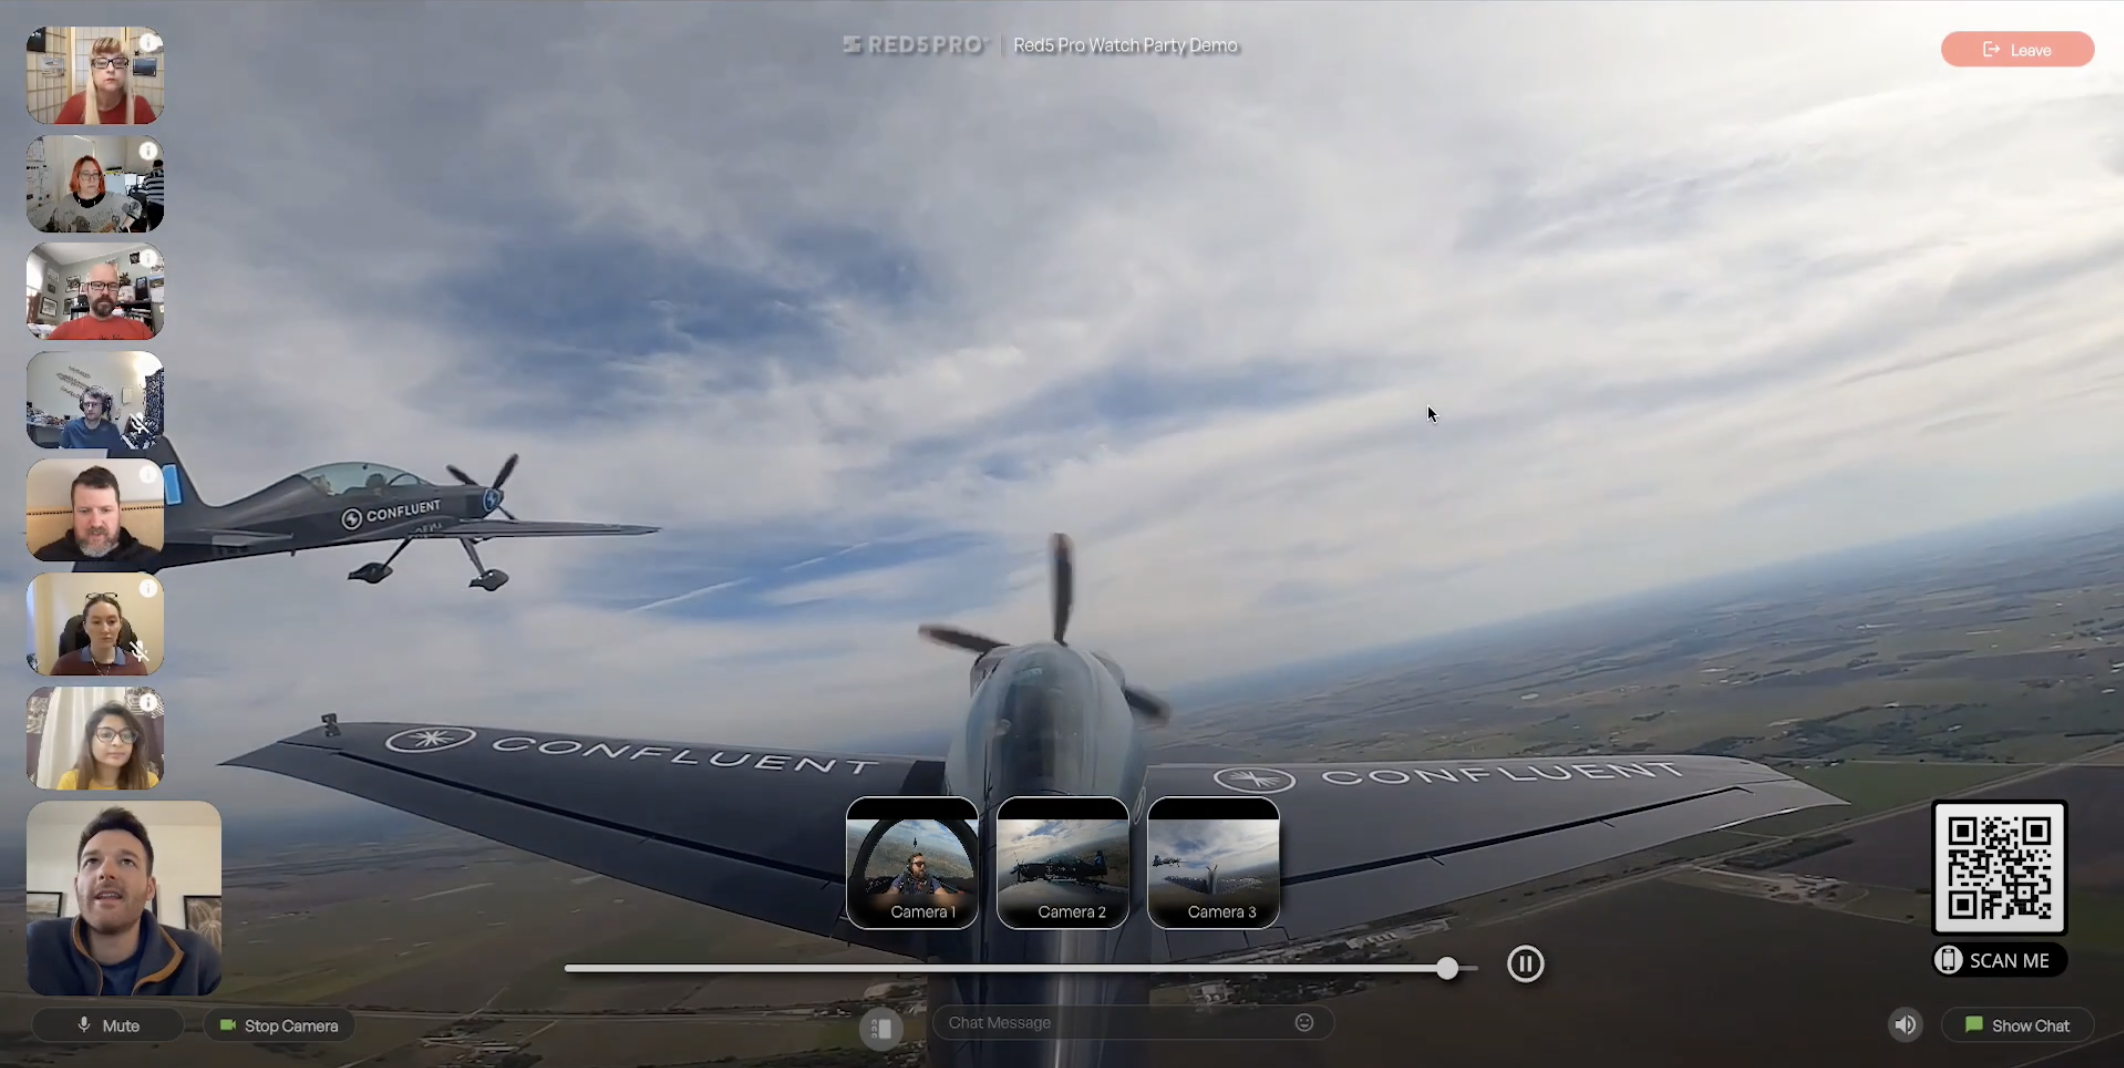 RED5PRO
Red5 Pro Watch Party Demo
Leave
CONFLUENT
CONFLUENT
CONFLUENT
Camera 1
Camera 2
Camera 3
SCAN ME
Mute
Stop Camera
Chat Message
Show Chat